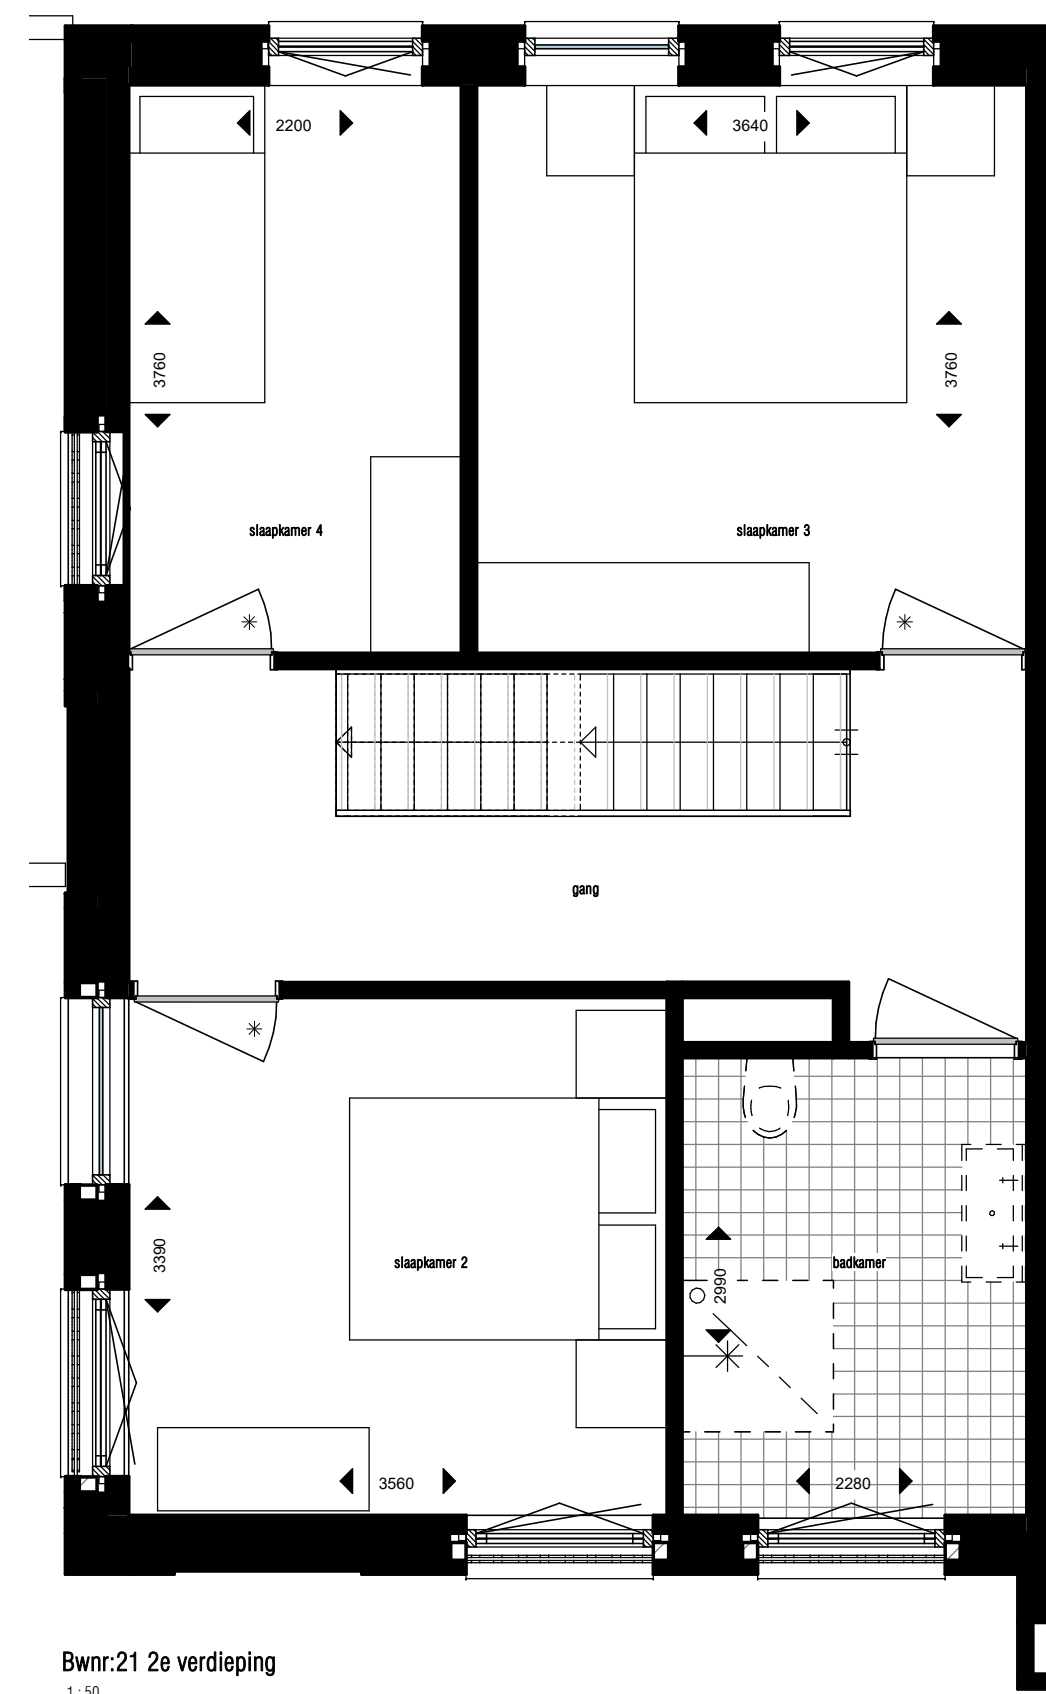 2200
3640
3760
3760
slaapkamer 4
slaapkamer 3
gang
3390
slaapkamer 2
2990
badkamer
3560
2280
Bwnr:21 2e verdieping
1 : 50